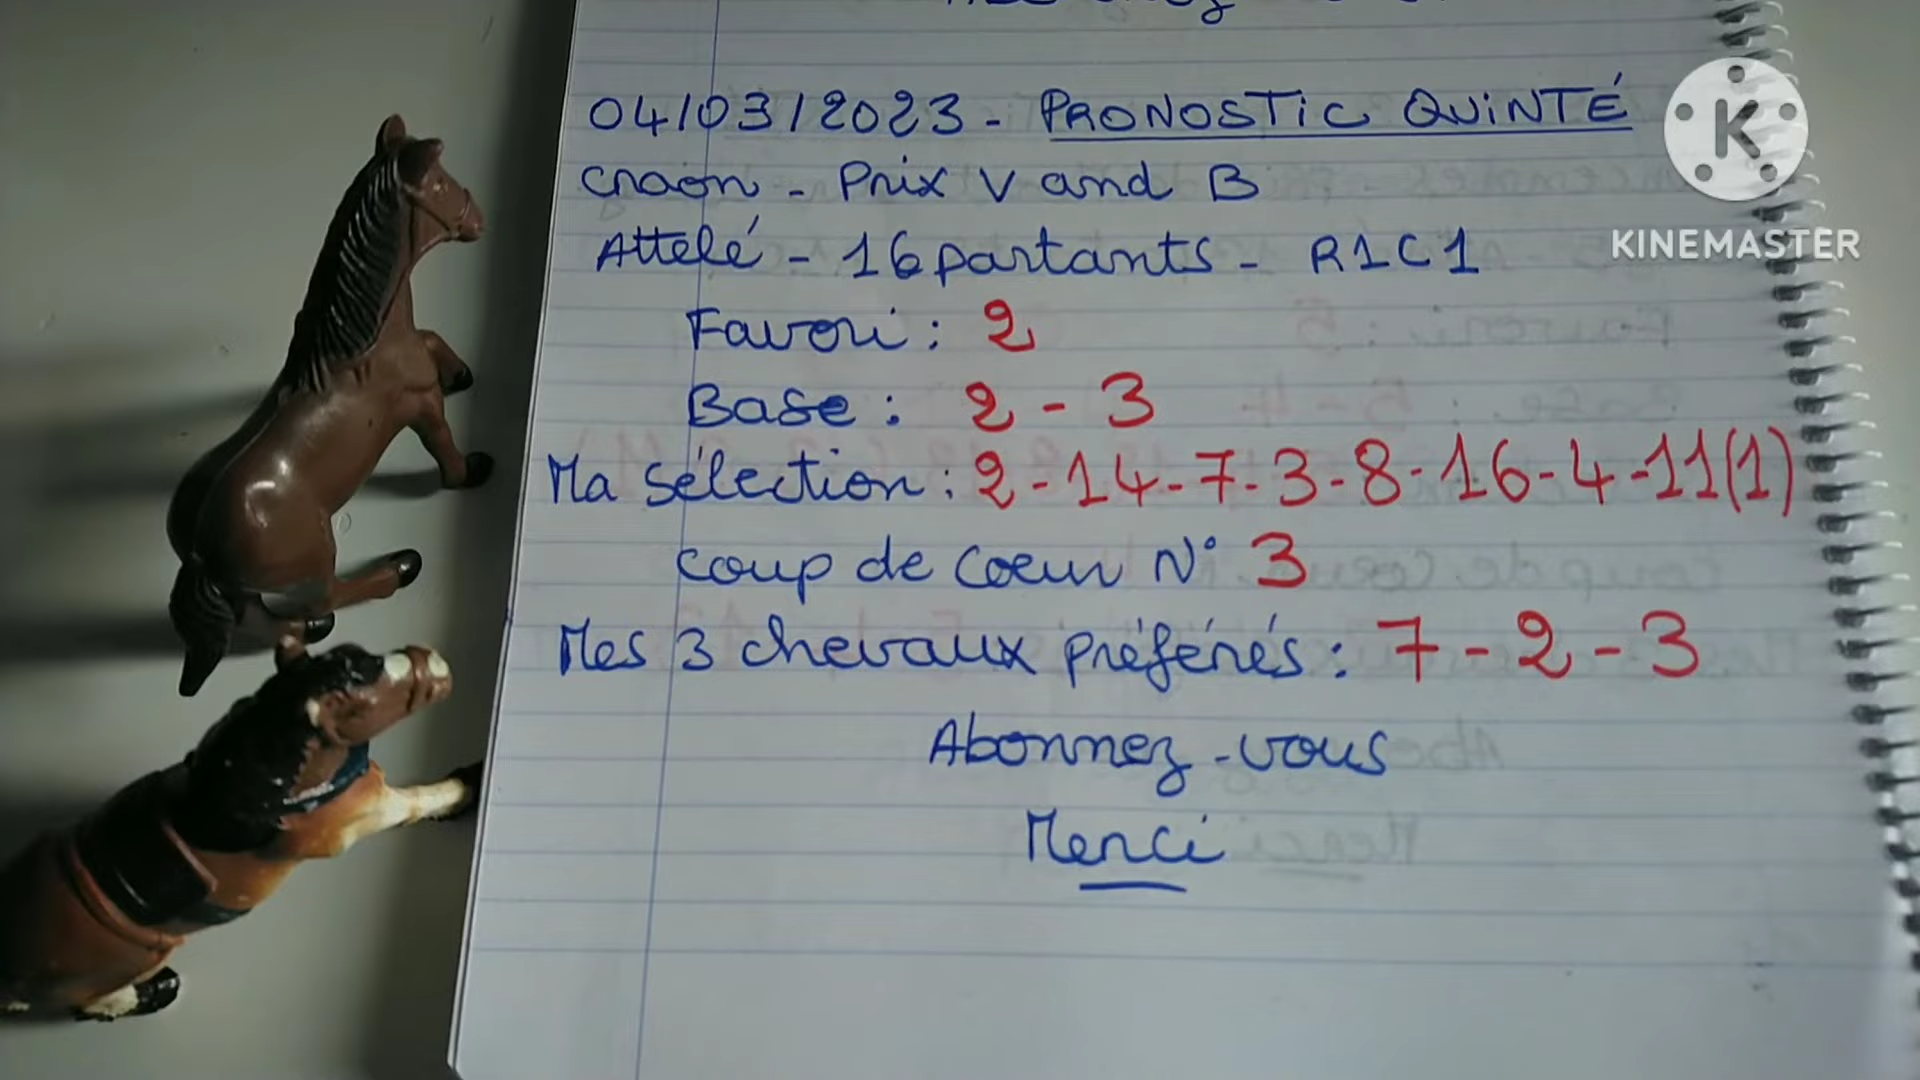 04/03/2023 - PRONOSTIC QUINTÉ
Craon - Prix V and B
Attelé - 16 partants - R1C1
Favori : 2
Base : 2 - 3
Ma sélection : 2 - 14 - 7 - 3 - 8 - 16 - 4 - 11(1)
Coup de Coeur N° 3
Mes 3 chevaux préférés : 7 - 2 - 3
Abonnez-vous
Merci
K
KINEMASTER